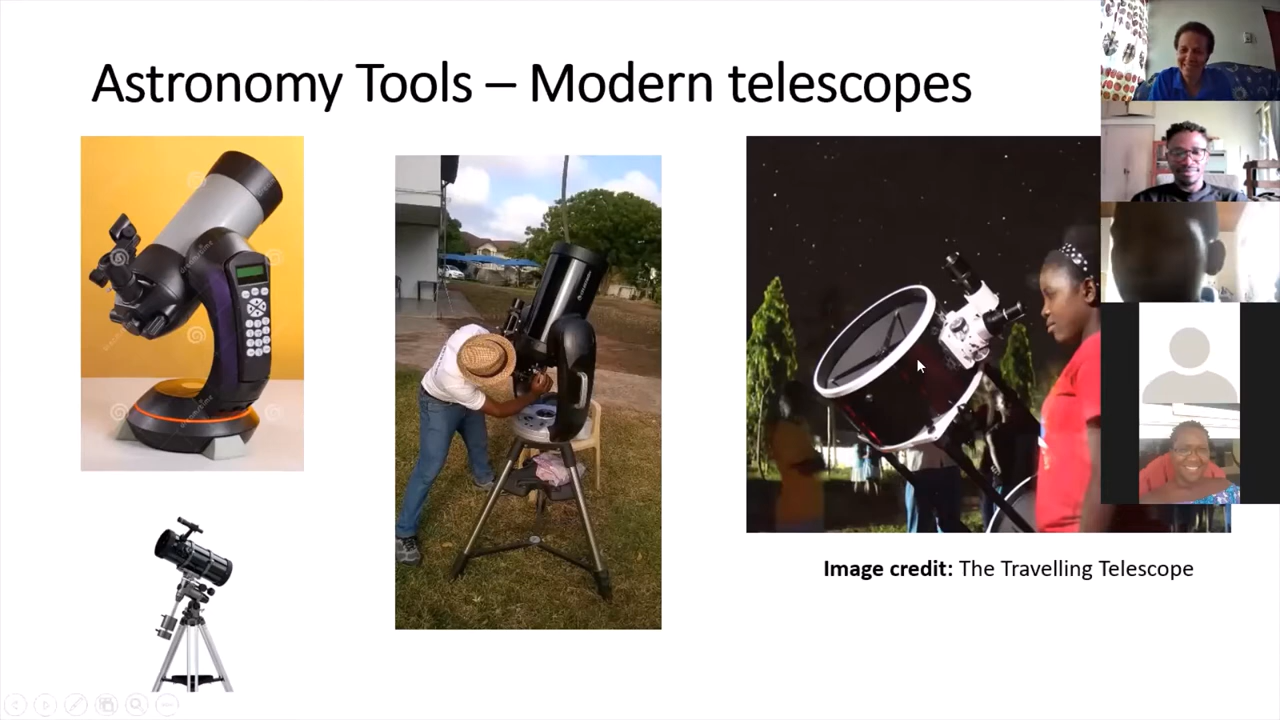 Astronomy Tools – Modern telescopes
Image credit: The Travelling Telescope